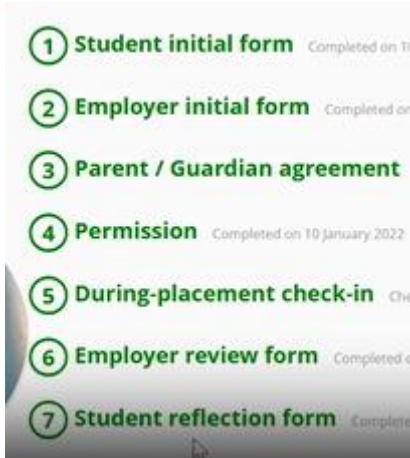 1 Student initial form Completed on
2 Employer initial form Completed on
3 Parent / Guardian agreement
4 Permission Completed on 10 January 2022
5 During-placement check-in
6 Employer review form Completed
7 Student reflection form